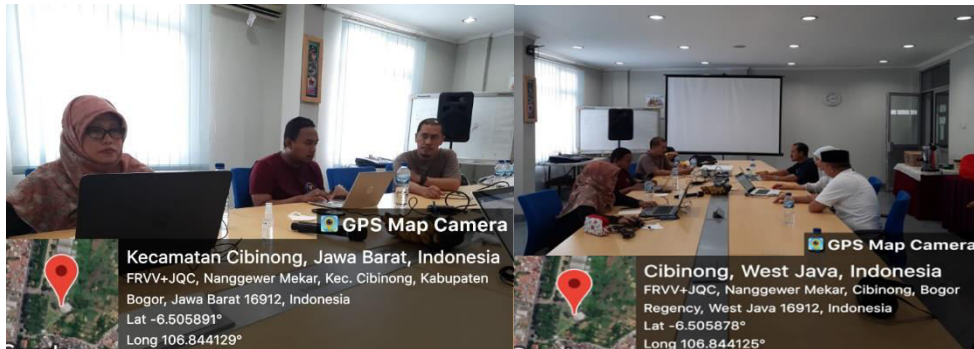 GPS Map Camera
Kecamatan Cibinong, Jawa Barat, Indonesia
FRVV+JQC, Nanggewer Mekar, Kec. Cibinong, Kabupaten
Bogor, Jawa Barat 16912, Indonesia
Lat -6.505891°
Long 106.844129°
GPS Map Camera
Cibinong, West Java, Indonesia
FRVV+JQC, Nanggewer Mekar, Cibinong, Bogor
Regency, West Java 16912, Indonesia
Lat -6.505878°
Long 106.844125°